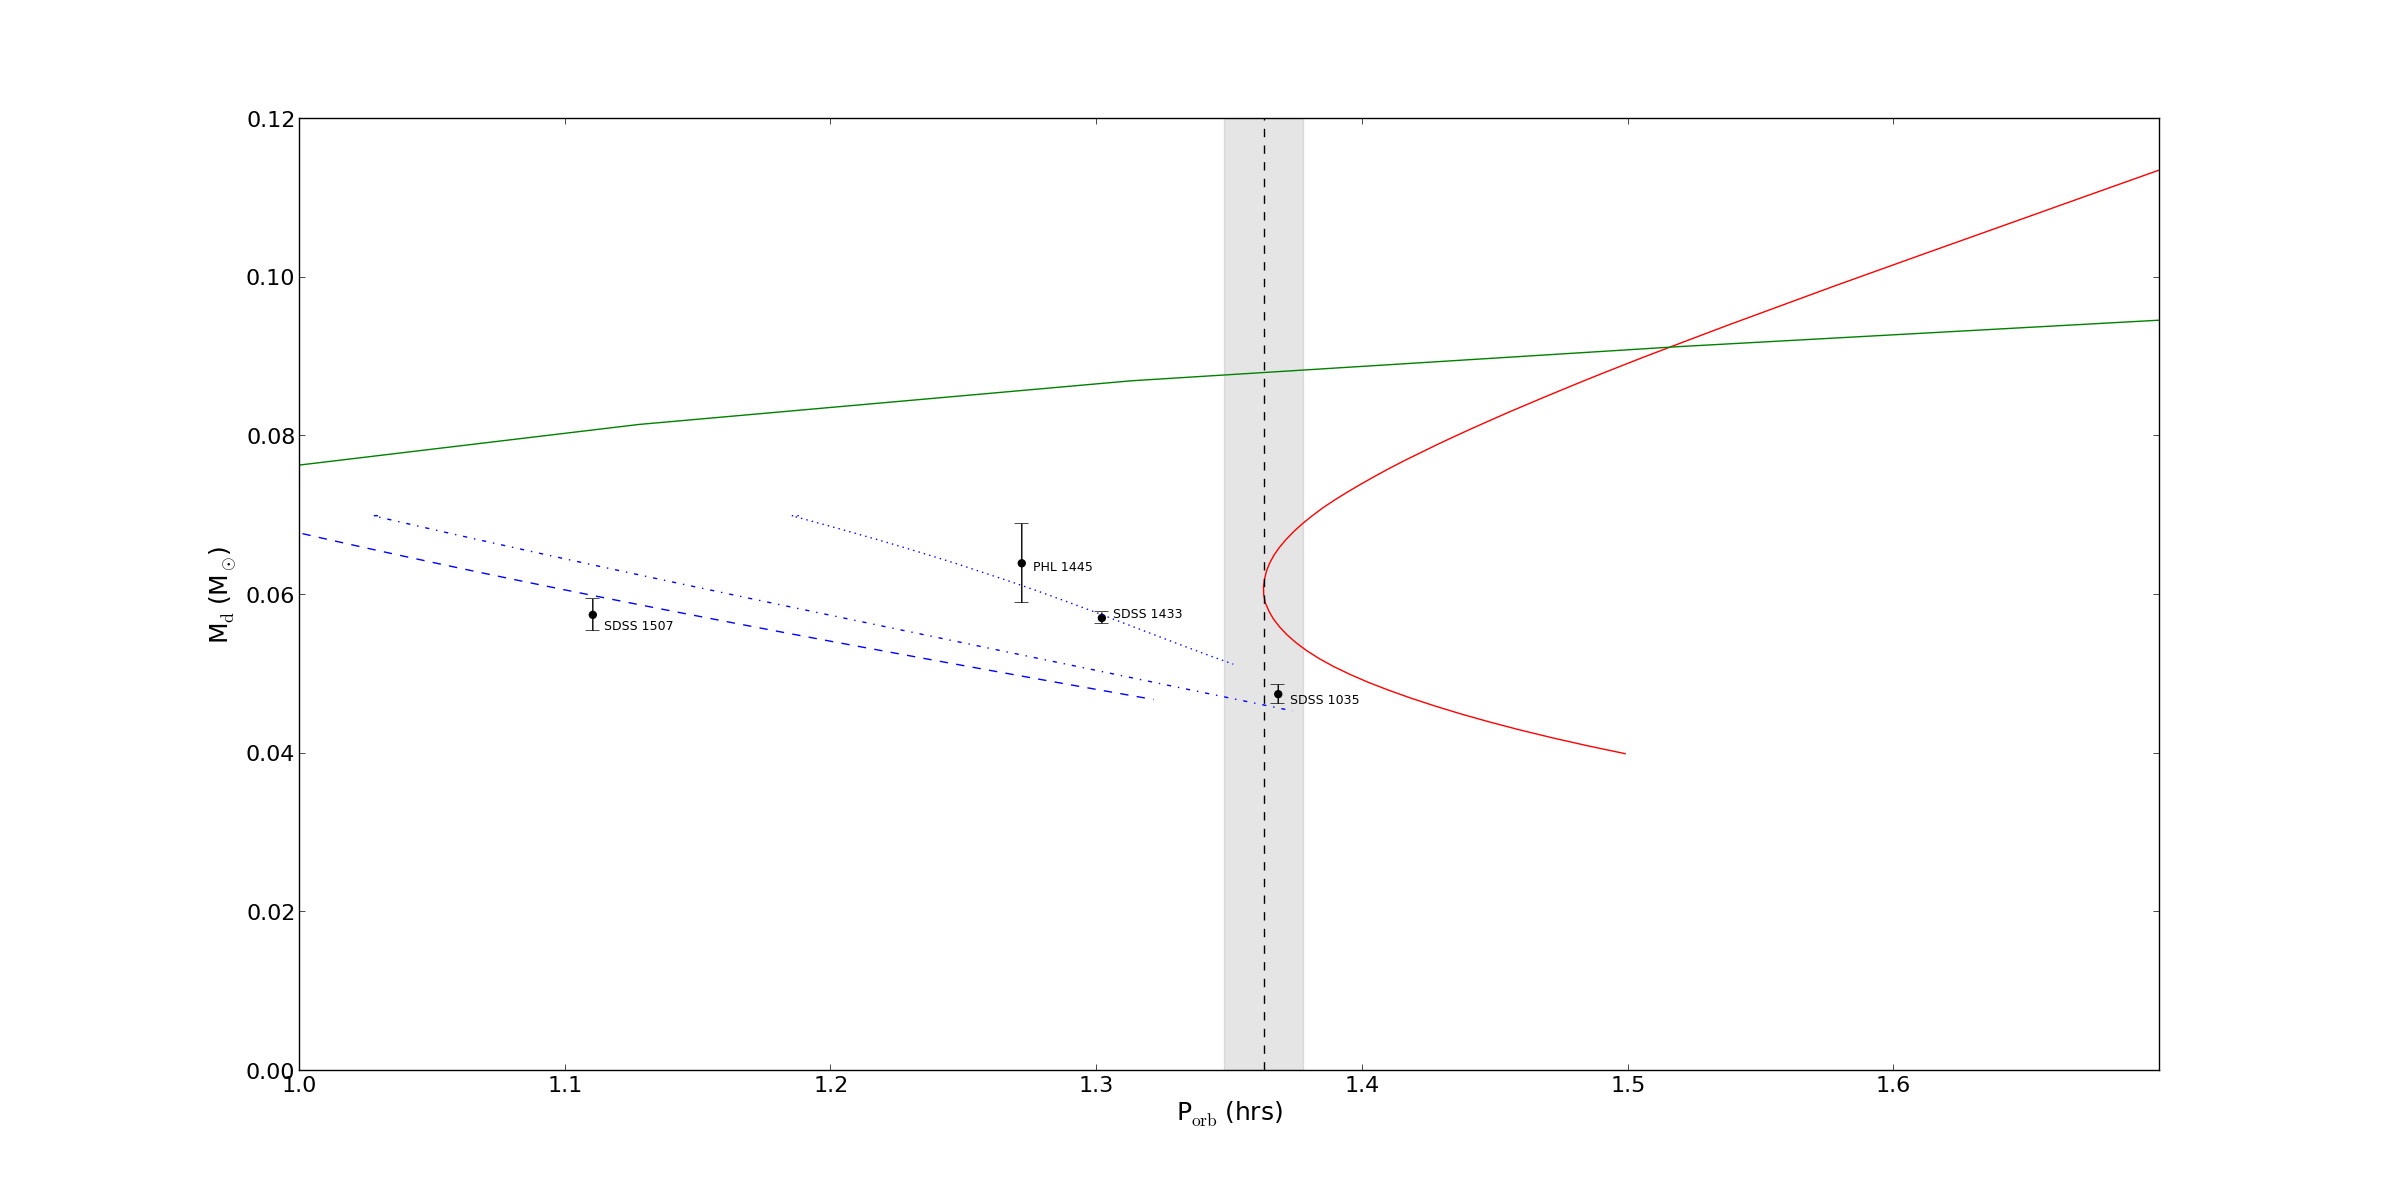 0.12
0.10
0.08
0.06
0.04
0.02
0.00
M_d (M_⊙)
PHL 1445
SDSS 1433
SDSS 1507
SDSS 1035
1.0 1.1 1.2 1.3 1.4 1.5 1.6
P_orb (hrs)